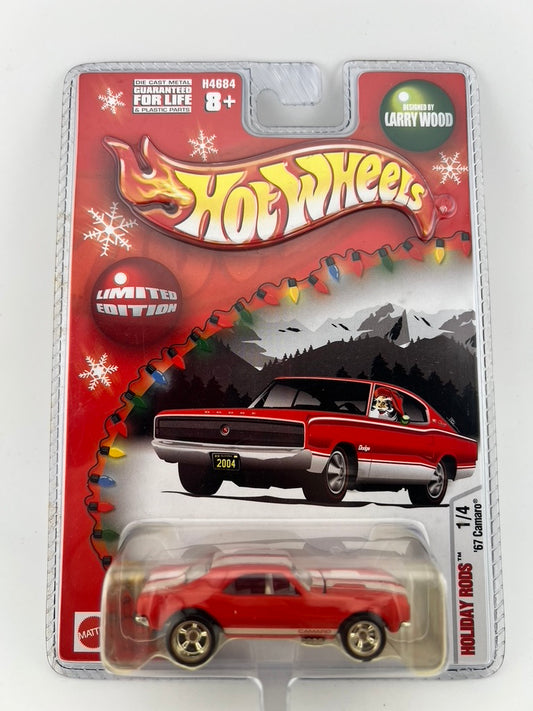 DIE CAST METAL
GUARANTEED
FOR LIFE
& PLASTIC PARTS
H4684
8+
DESIGNED BY
LARRY WOOD
HOT WHEELS
LIMITED
EDITION
DODGE
Dodge
2004
HOLIDAY RODS™ 1/4
'67 Camaro®
CAMARO
MATT